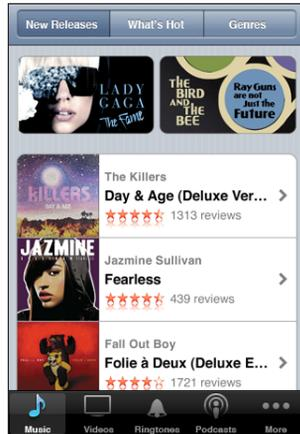 New Releases What's Hot Genres
LADY
GAGA
The Fame
THE
BIRD
AND
THE
BEE
Ray Guns
are not
Just the
Future
KILLERS
DAY & AGE
The Killers
Day & Age (Deluxe Ver...
1313 reviews
JAZMINE
Jazmine Sullivan
Fearless
439 reviews
Fall Out Boy
Folie à Deux (Deluxe E...
1721 reviews
Music Videos Ringtones Podcasts More